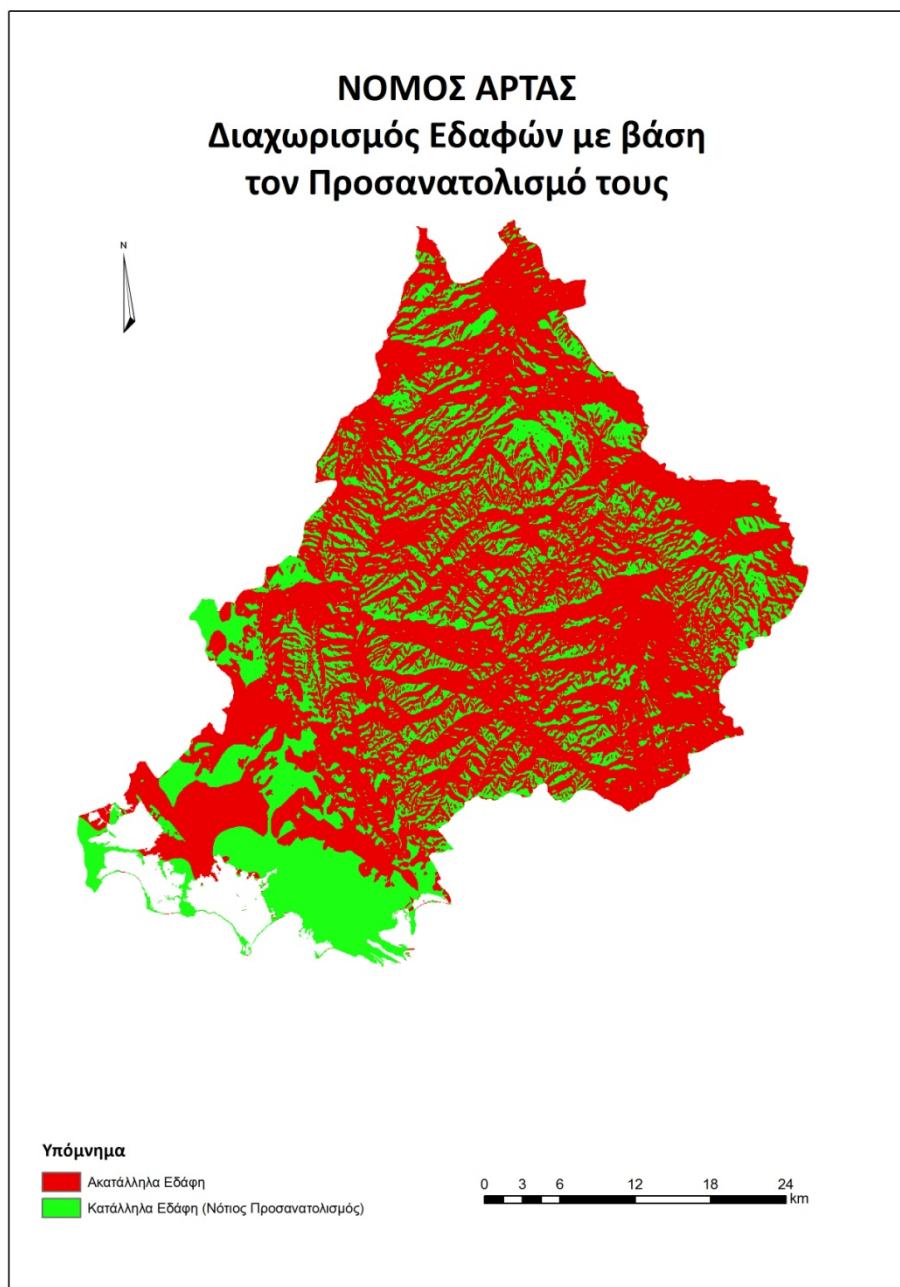 ΝΟΜΟΣ ΑΡΤΑΣ
Διαχωρισμός Εδαφών με βάση
τον Προσανατολισμό τους
N
Υπόμνημα
Ακατάλληλα Εδάφη
Κατάλληλα Εδάφη (Νότιος Προσανατολισμός)
0 3 6 12 18 24
km